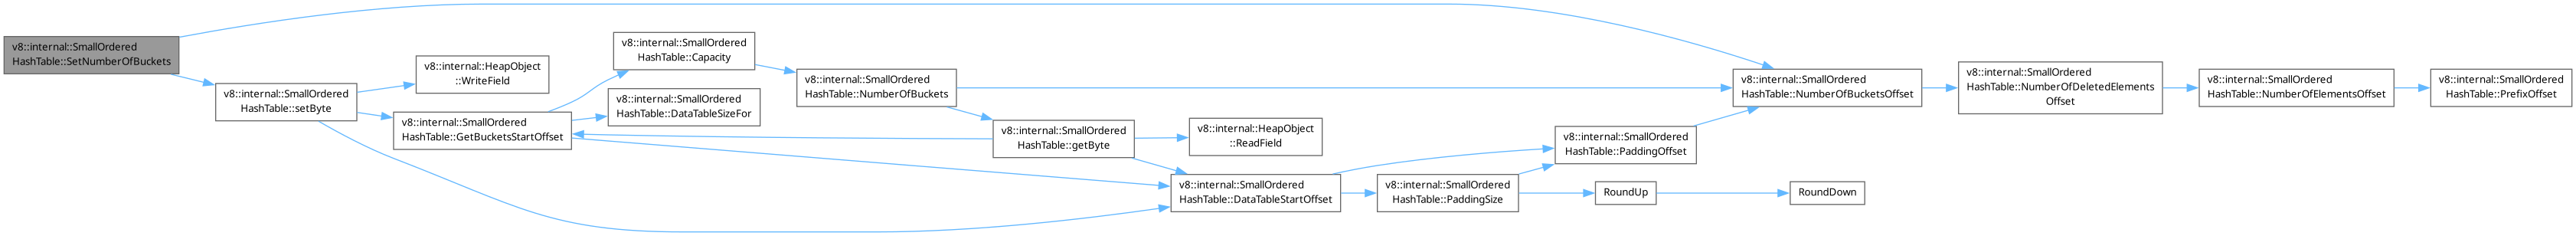 v8::internal::SmallOrdered
HashTable::SetNumberOfBuckets
v8::internal::SmallOrdered
HashTable::setByte
v8::internal::HeapObject
::WriteField
v8::internal::SmallOrdered
HashTable::GetBucketsStartOffset
v8::internal::SmallOrdered
HashTable::Capacity
v8::internal::SmallOrdered
HashTable::DataTableSizeFor
v8::internal::SmallOrdered
HashTable::NumberOfBuckets
v8::internal::SmallOrdered
HashTable::getByte
v8::internal::HeapObject
::ReadField
v8::internal::SmallOrdered
HashTable::DataTableStartOffset
v8::internal::SmallOrdered
HashTable::PaddingSize
v8::internal::SmallOrdered
HashTable::PaddingOffset
RoundUp
RoundDown
v8::internal::SmallOrdered
HashTable::NumberOfBucketsOffset
v8::internal::SmallOrdered
HashTable::NumberOfDeletedElements
Offset
v8::internal::SmallOrdered
HashTable::NumberOfElementsOffset
v8::internal::SmallOrdered
HashTable::PrefixOffset